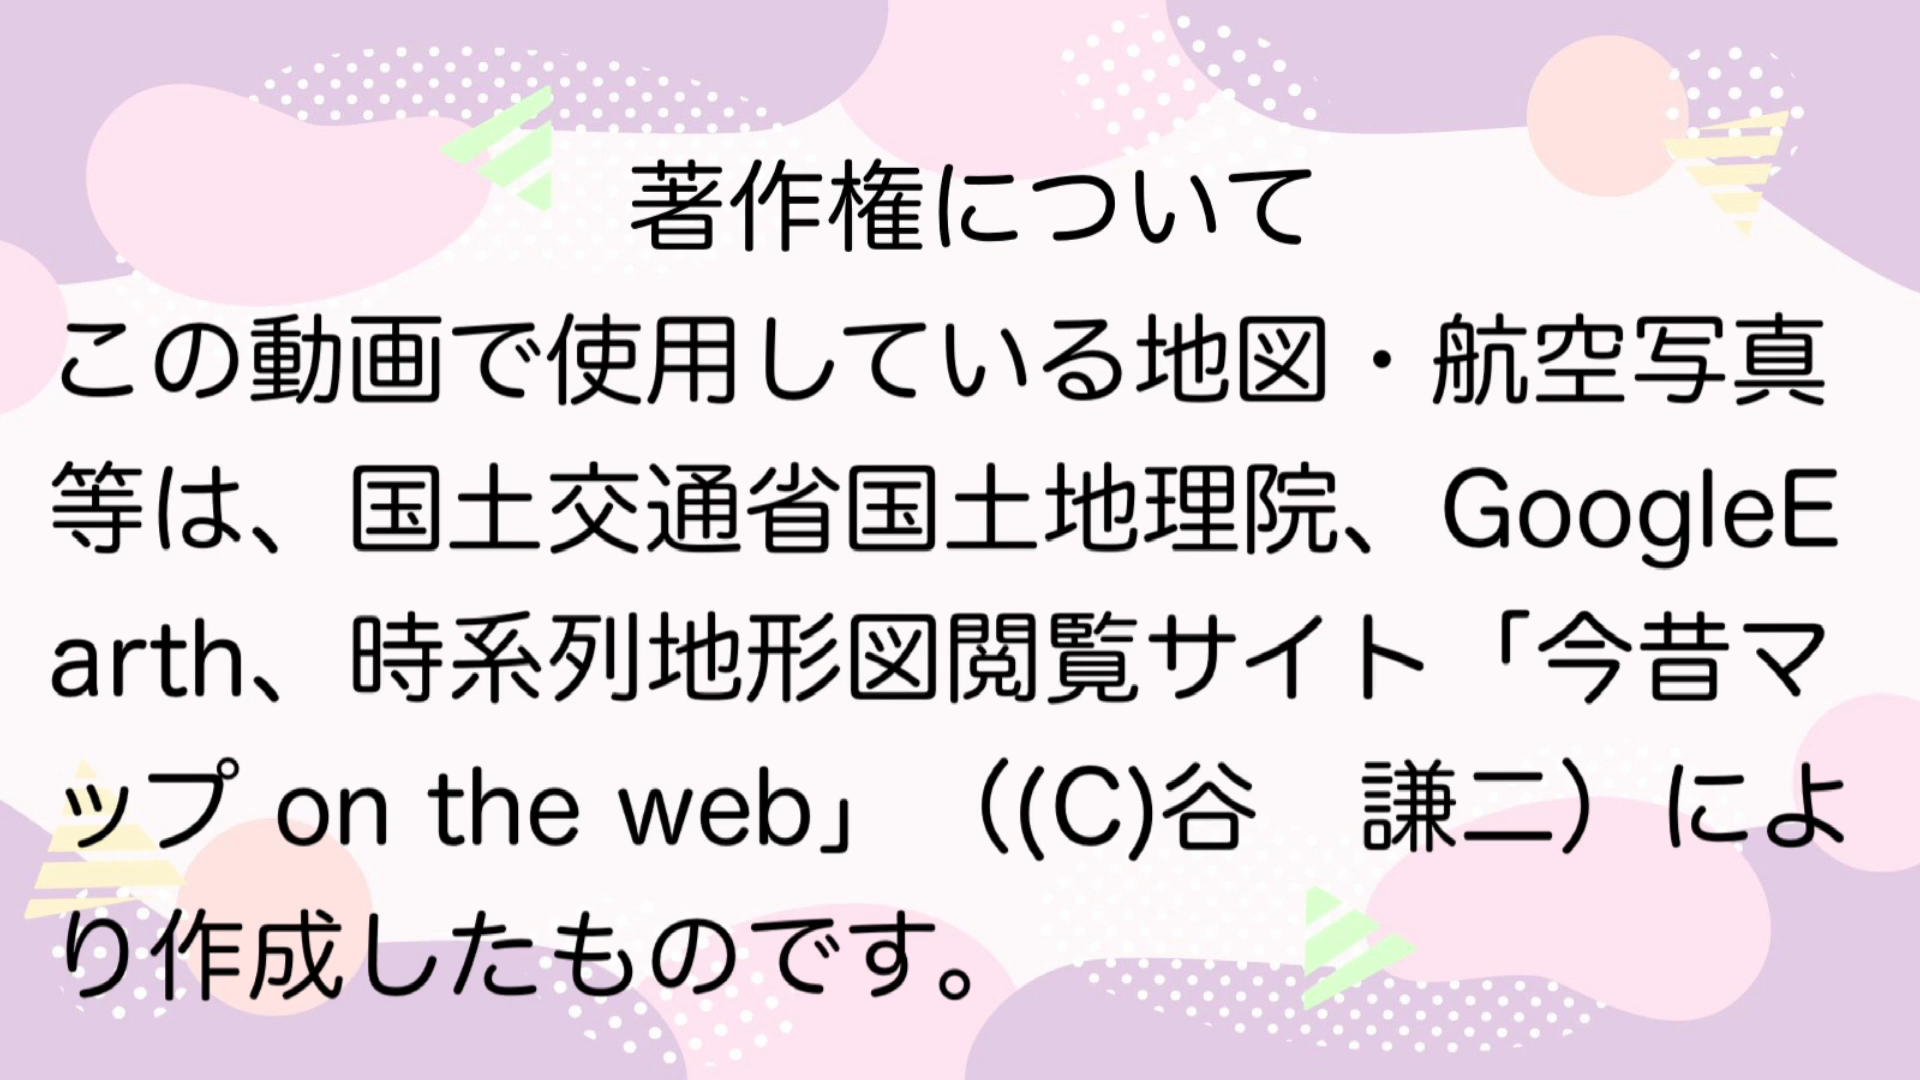 著作権について
この動画で使用している地図・航空写真
等は、国土交通省国土地理院、GoogleE
arth、時系列地形図閲覧サイト「今昔マ
ップ on the web」（(C)谷　謙二）によ
り作成したものです。